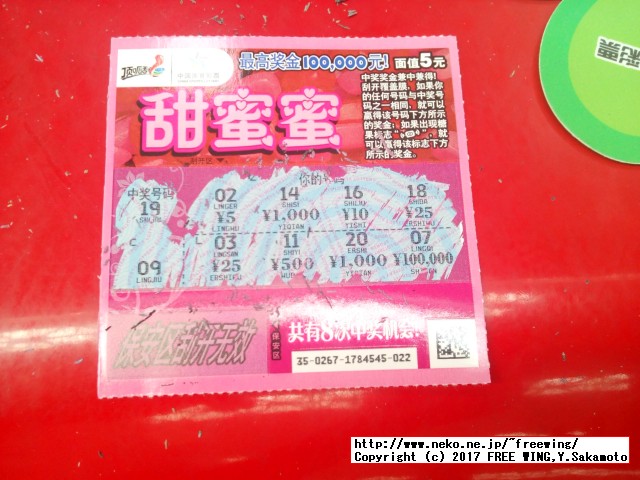 顶呱刮
中国体育彩票
最高奖金100,000元! 面值5元
甜蜜蜜
中奖奖金兼中兼得!
刮开覆盖膜,如果你
的任何号码与中奖号
码之一相同,就可以
赢得该号码下方所示
的奖金;如果出现糖
果标志“ ”,就
可以赢得该标志下方
所示的奖金。
刮开区
中奖号码
你的号码
19
02 14 16 18
LINGER SHISI SHILIU SHIBA
¥5 ¥1,000 ¥10 ¥25
LINGWU YIQIAN YISHI ERSHIWU
09
LINGJIU
03 11 20 07
LINGSAN SHIYI ERSHI LINGQI
¥25 ¥500 ¥1,000 ¥100,000
ERSHIWU WUBAI YIQIAN SHIWAN
保安区刮开无效
保安区
共有8次中奖机会!
35-0267-1784545-022
彩票
http://www.neko.ne.jp/~freewing/
Copyright (c) 2017 FREE WING,Y.Sakamoto